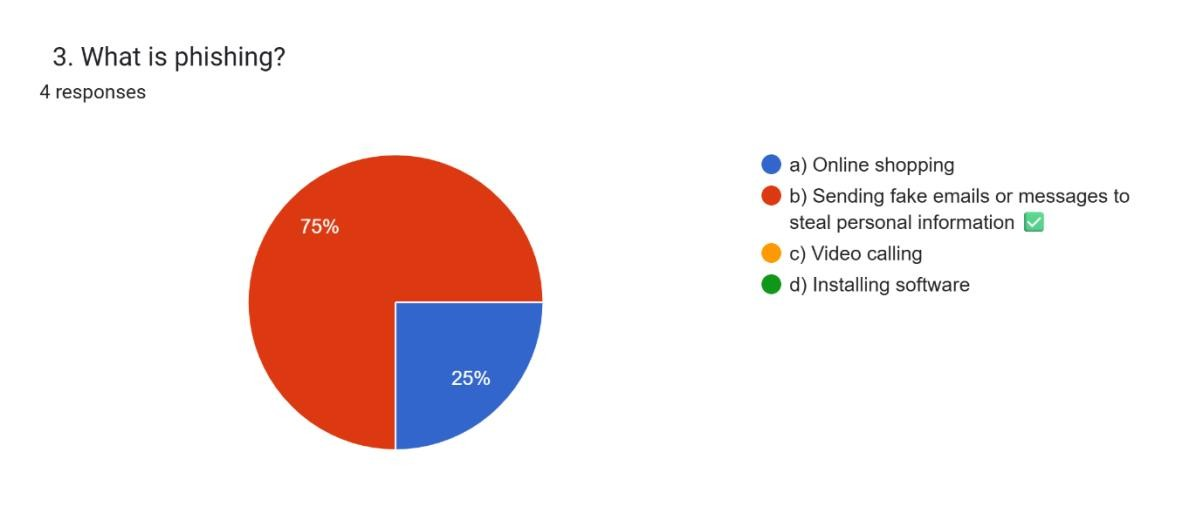 3. What is phishing?
4 responses
75%
25%
a) Online shopping
b) Sending fake emails or messages to
steal personal information ✅
c) Video calling
d) Installing software